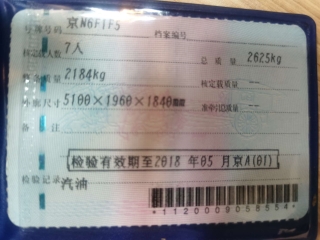 号牌号码 京N6F1F5 档案编号
核定载人数 7人 总质量 2625kg
整备质量 2184kg 核定载质量 --
外廓尺寸 5100×1960×1840mm 准牵引总质量 --
备注
检验有效期至2018年05月京A(01)
检验记录 汽油
*1120009058554*